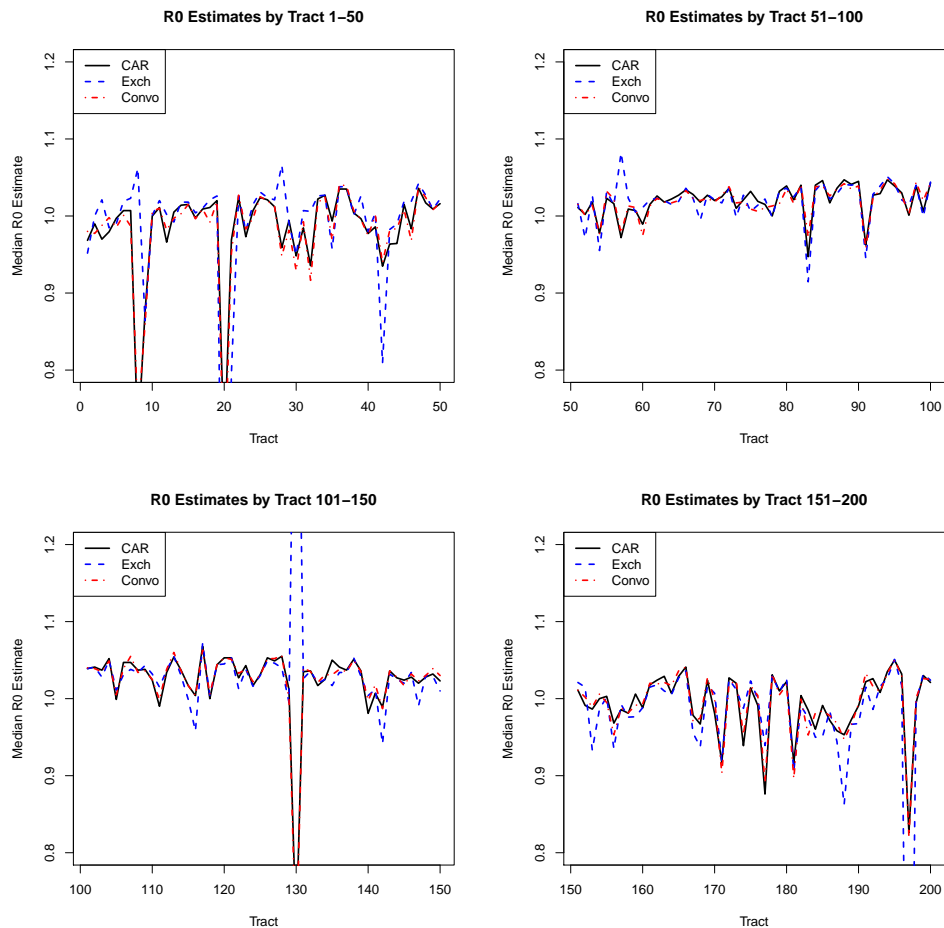 R0 Estimates by Tract 1−50
CAR
Exch
Convo
Median R0 Estimate
0.8 0.9 1.0 1.1 1.2
0 10 20 30 40 50
Tract
R0 Estimates by Tract 51−100
CAR
Exch
Convo
Median R0 Estimate
0.8 0.9 1.0 1.1 1.2
50 60 70 80 90 100
Tract
R0 Estimates by Tract 101−150
CAR
Exch
Convo
Median R0 Estimate
0.8 0.9 1.0 1.1 1.2
100 110 120 130 140 150
Tract
R0 Estimates by Tract 151−200
CAR
Exch
Convo
Median R0 Estimate
0.8 0.9 1.0 1.1 1.2
150 160 170 180 190 200
Tract